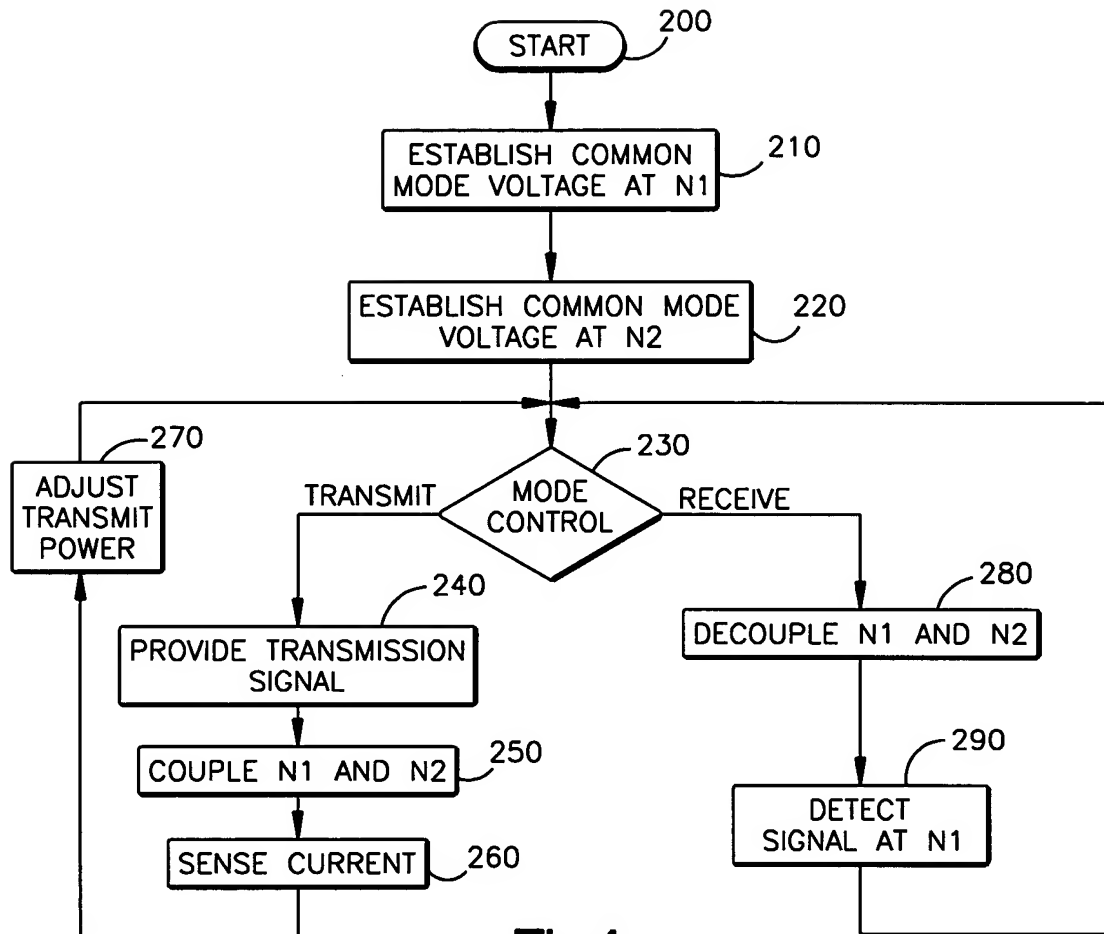 START
200
ESTABLISH COMMON
MODE VOLTAGE AT N1
210
ESTABLISH COMMON MODE
VOLTAGE AT N2
220
270
ADJUST
TRANSMIT
POWER
230
TRANSMIT
MODE
CONTROL
RECEIVE
240
PROVIDE TRANSMISSION
SIGNAL
280
DECOUPLE N1 AND N2
COUPLE N1 AND N2
250
290
DETECT
SIGNAL AT N1
SENSE CURRENT
260